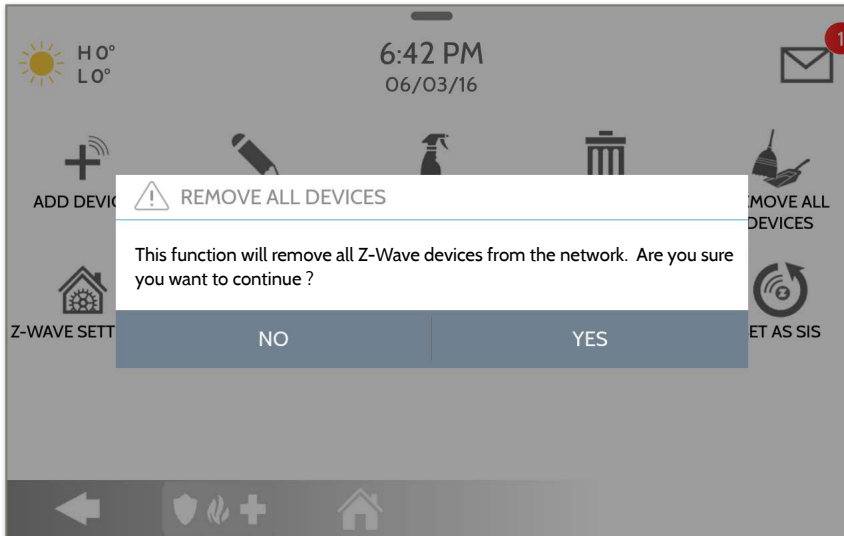 H 0°
L 0°
6:42 PM
06/03/16
1
ADD DEVIC
MOVE ALL
DEVICES
REMOVE ALL DEVICES
This function will remove all Z-Wave devices from the network. Are you sure
you want to continue ?
NO
YES
Z-WAVE SETT
ET AS SIS